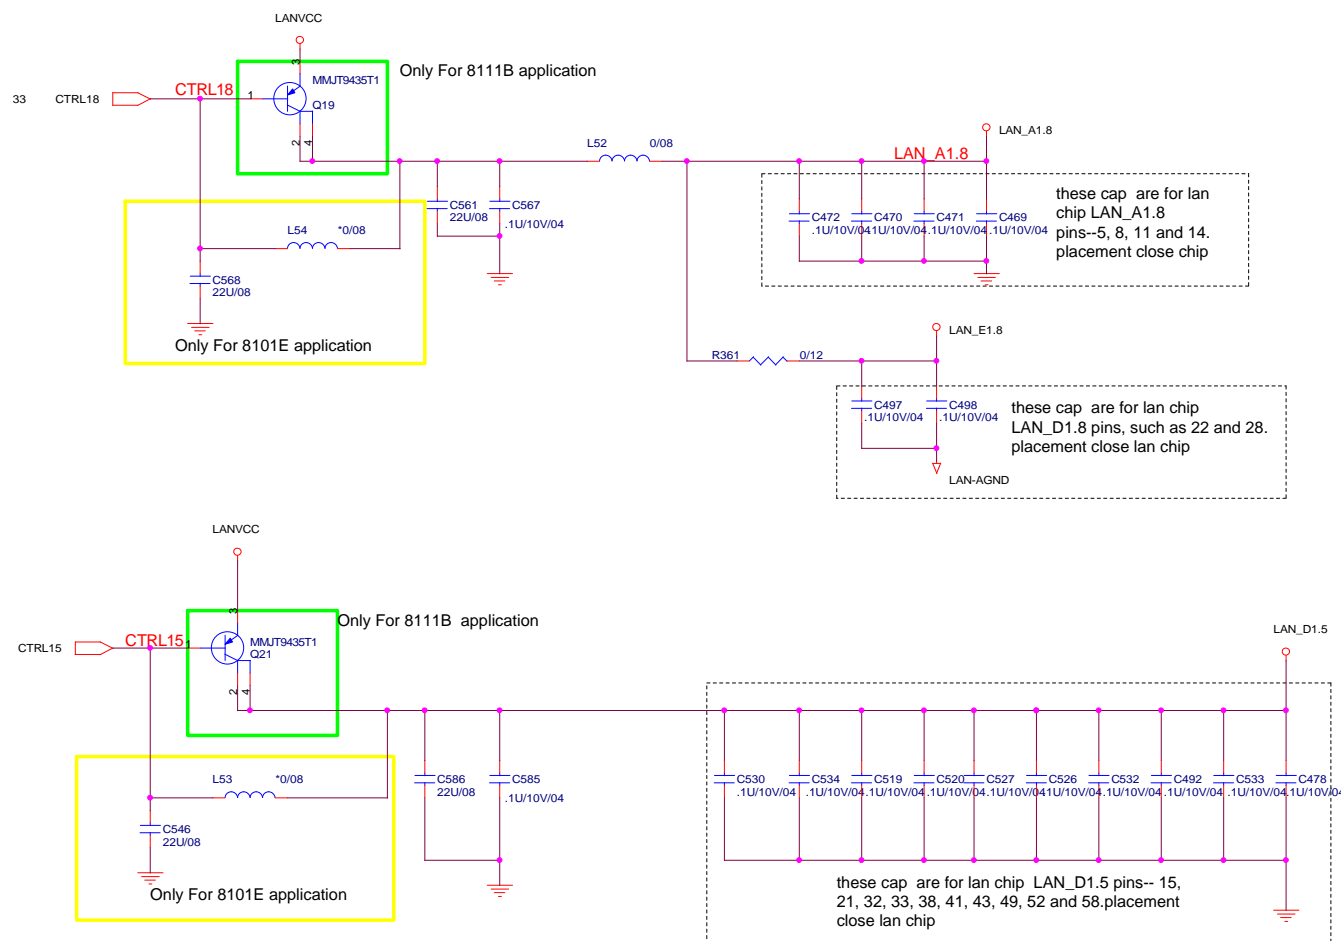 LANVCC
3
MMJT9435T1
Only For 8111B application
33
CTRL18
CTRL18
1
Q19
2
4
L52
0/08
LAN_A1.8
LAN_A1.8
C561
22U/08
C567
.1U/10V/04
C472
.1U/10V/04
C470
.1U/10V/04
C471
.1U/10V/04
C469
.1U/10V/04
these cap are for lan
chip LAN_A1.8
pins--5, 8, 11 and 14.
placement close chip
L54
*0/08
C568
22U/08
Only For 8101E application
LAN_E1.8
R361
0/12
C497
.1U/10V/04
C498
.1U/10V/04
these cap are for lan chip
LAN_D1.8 pins, such as 22 and 28.
placement close lan chip
LAN-AGND
LANVCC
3
Only For 8111B application
CTRL15
CTRL15
1
MMJT9435T1
Q21
2
4
LAN_D1.5
L53
*0/08
C546
22U/08
Only For 8101E application
C586
22U/08
C585
.1U/10V/04
C530
.1U/10V/04
C534
.1U/10V/04
C519
.1U/10V/04
C520
.1U/10V/04
C527
.1U/10V/04
C526
.1U/10V/04
C532
.1U/10V/04
C492
.1U/10V/04
C533
.1U/10V/04
C478
.1U/10V/04
these cap are for lan chip LAN_D1.5 pins-- 15,
21, 32, 33, 38, 41, 43, 49, 52 and 58.placement
close lan chip